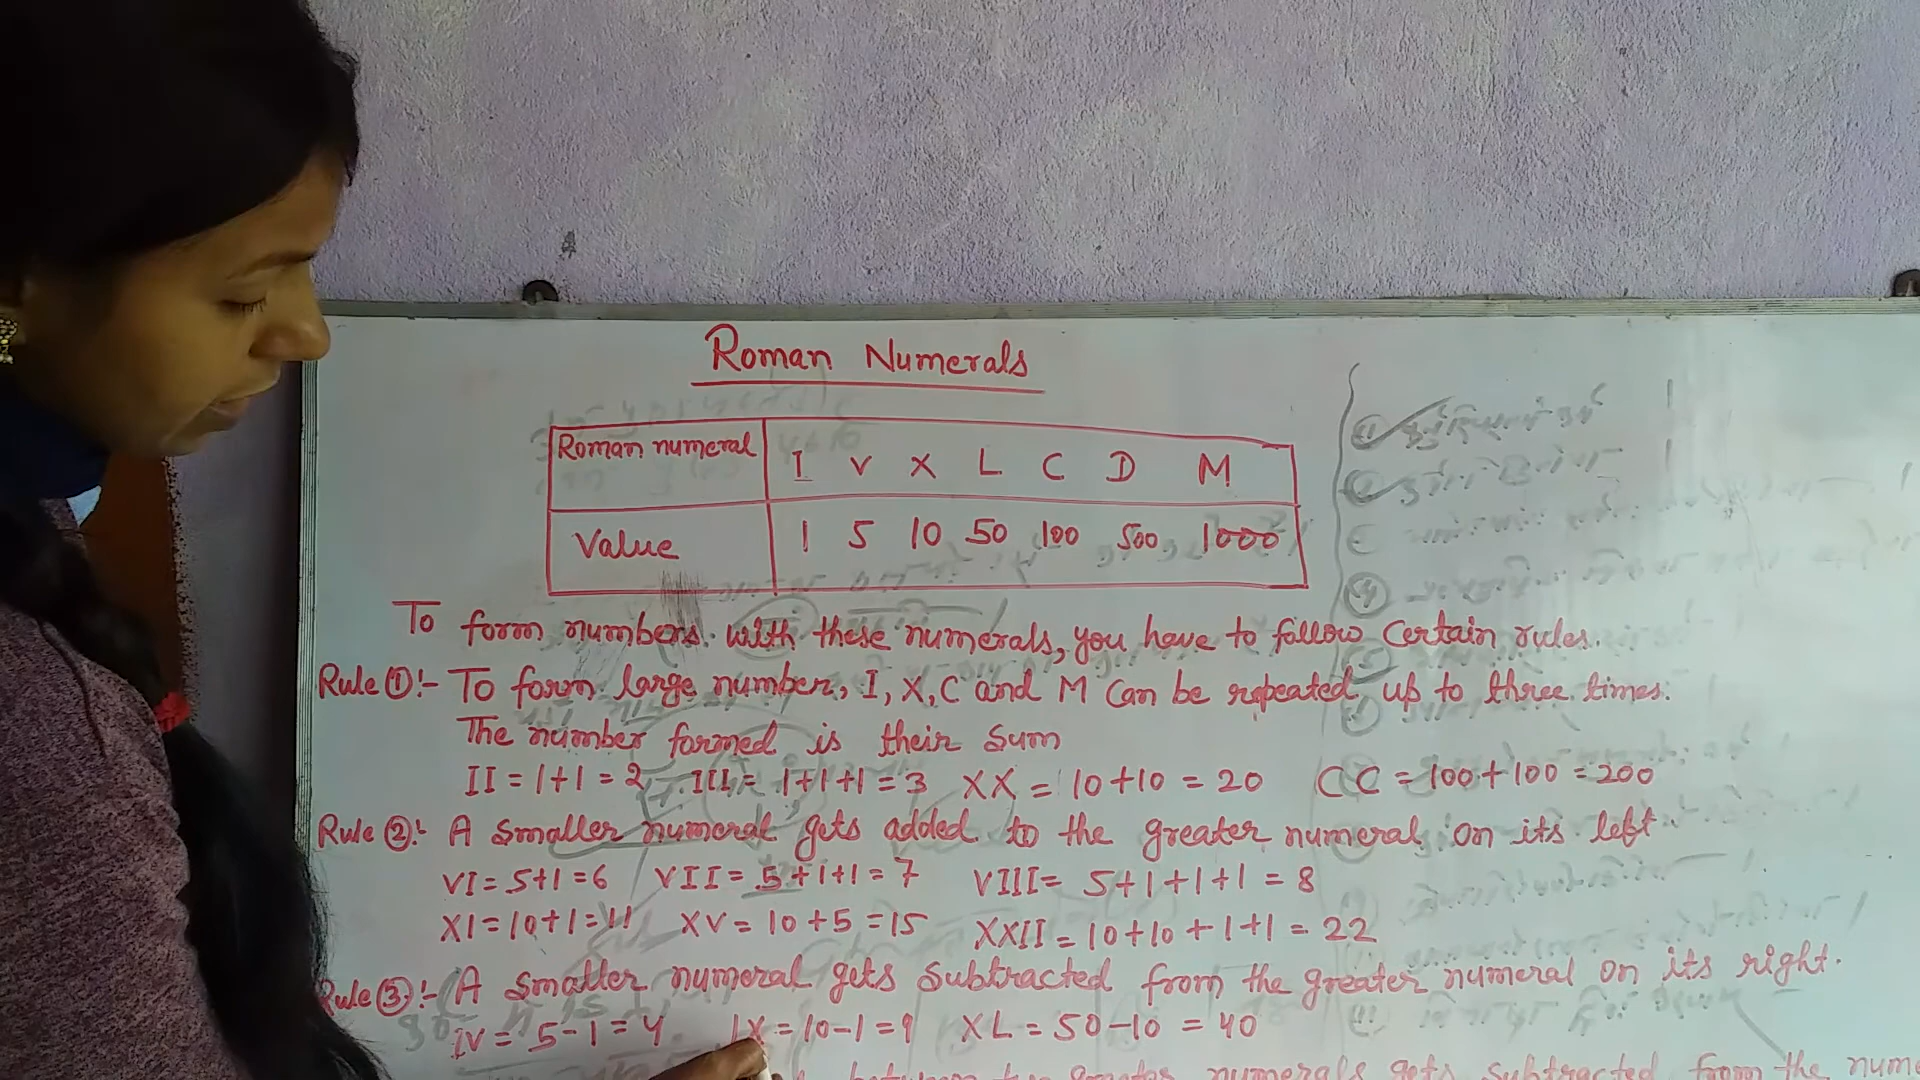 Roman Numerals
Roman numeral I V X L C D M
Value 1 5 10 50 100 500 1000
To form numbers with these numerals, you have to follow certain rules.
Rule ①:- To form large number, I, X, C and M can be repeated up to three times.
The number formed is their sum
II = 1+1 = 2 III = 1+1+1 = 3 XX = 10+10 = 20 CC = 100+100 = 200
Rule ②:- A smaller numeral gets added to the greater numeral on its left.
VI = 5+1 = 6 VII = 5+1+1 = 7 VIII = 5+1+1+1 = 8
XI = 10+1 = 11 XV = 10+5 = 15 XXII = 10+10+1+1 = 22
Rule ③:- A smaller numeral gets subtracted from the greater numeral on its right.
IV = 5-1 = 4 IX = 10-1 = 9 XL = 50-10 = 40
between numerals gets subtracted from the